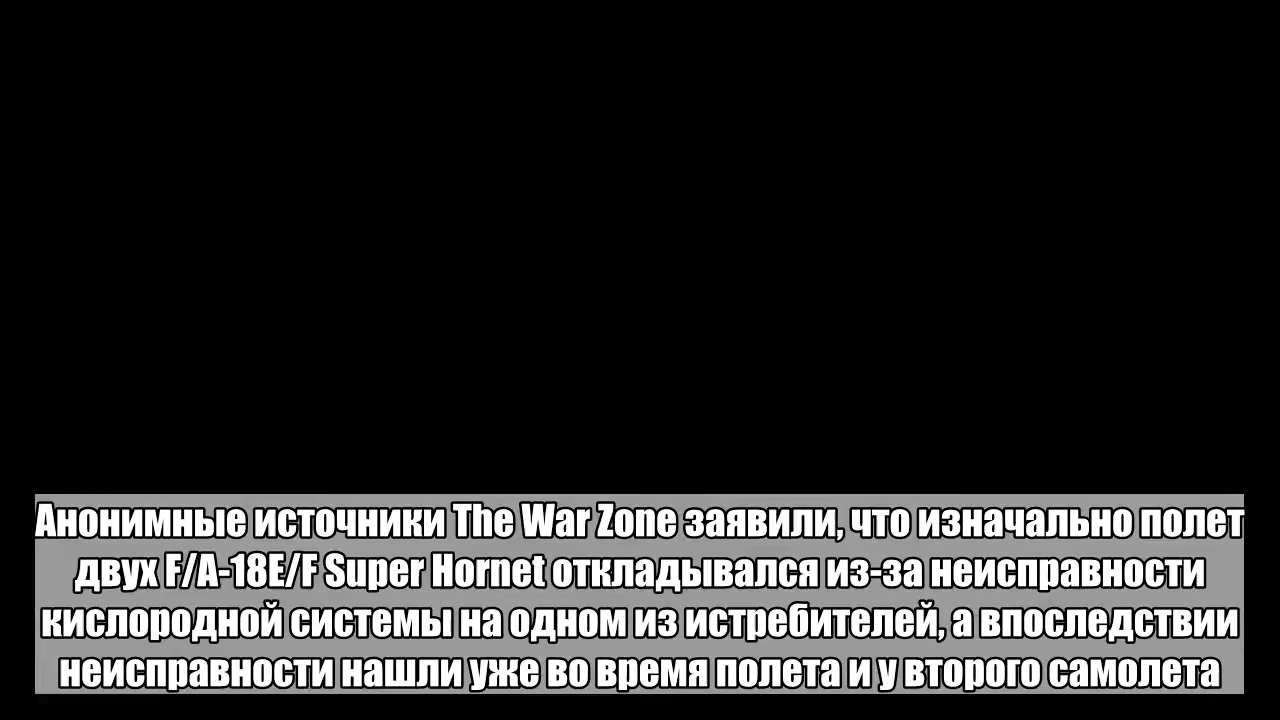 Анонимные источники The War Zone заявили, что изначально полет
двух F/A-18E/F Super Hornet откладывался из-за неисправности
кислородной системы на одном из истребителей, а впоследствии
неисправности нашли уже во время полета и у второго самолета